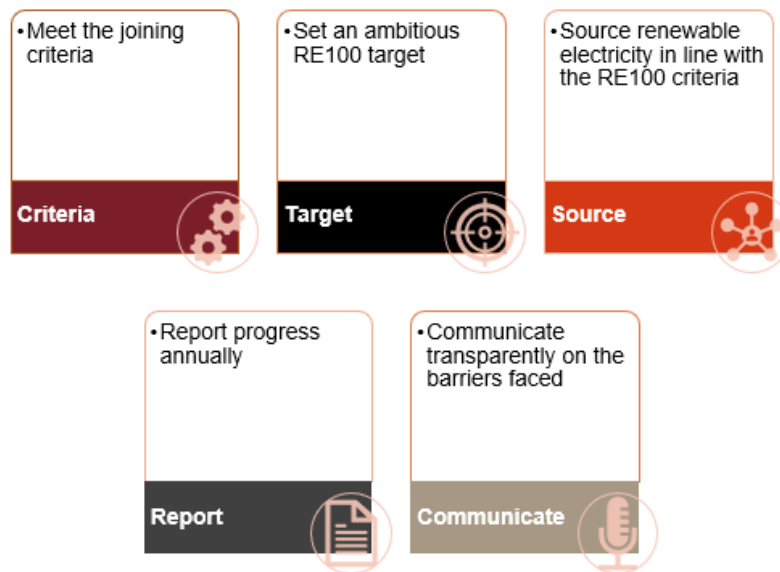 •Meet the joining
criteria
Criteria
•Set an ambitious
RE100 target
Target
•Source renewable
electricity in line with
the RE100 criteria
Source
•Report progress
annually
Report
•Communicate
transparently on the
barriers faced
Communicate